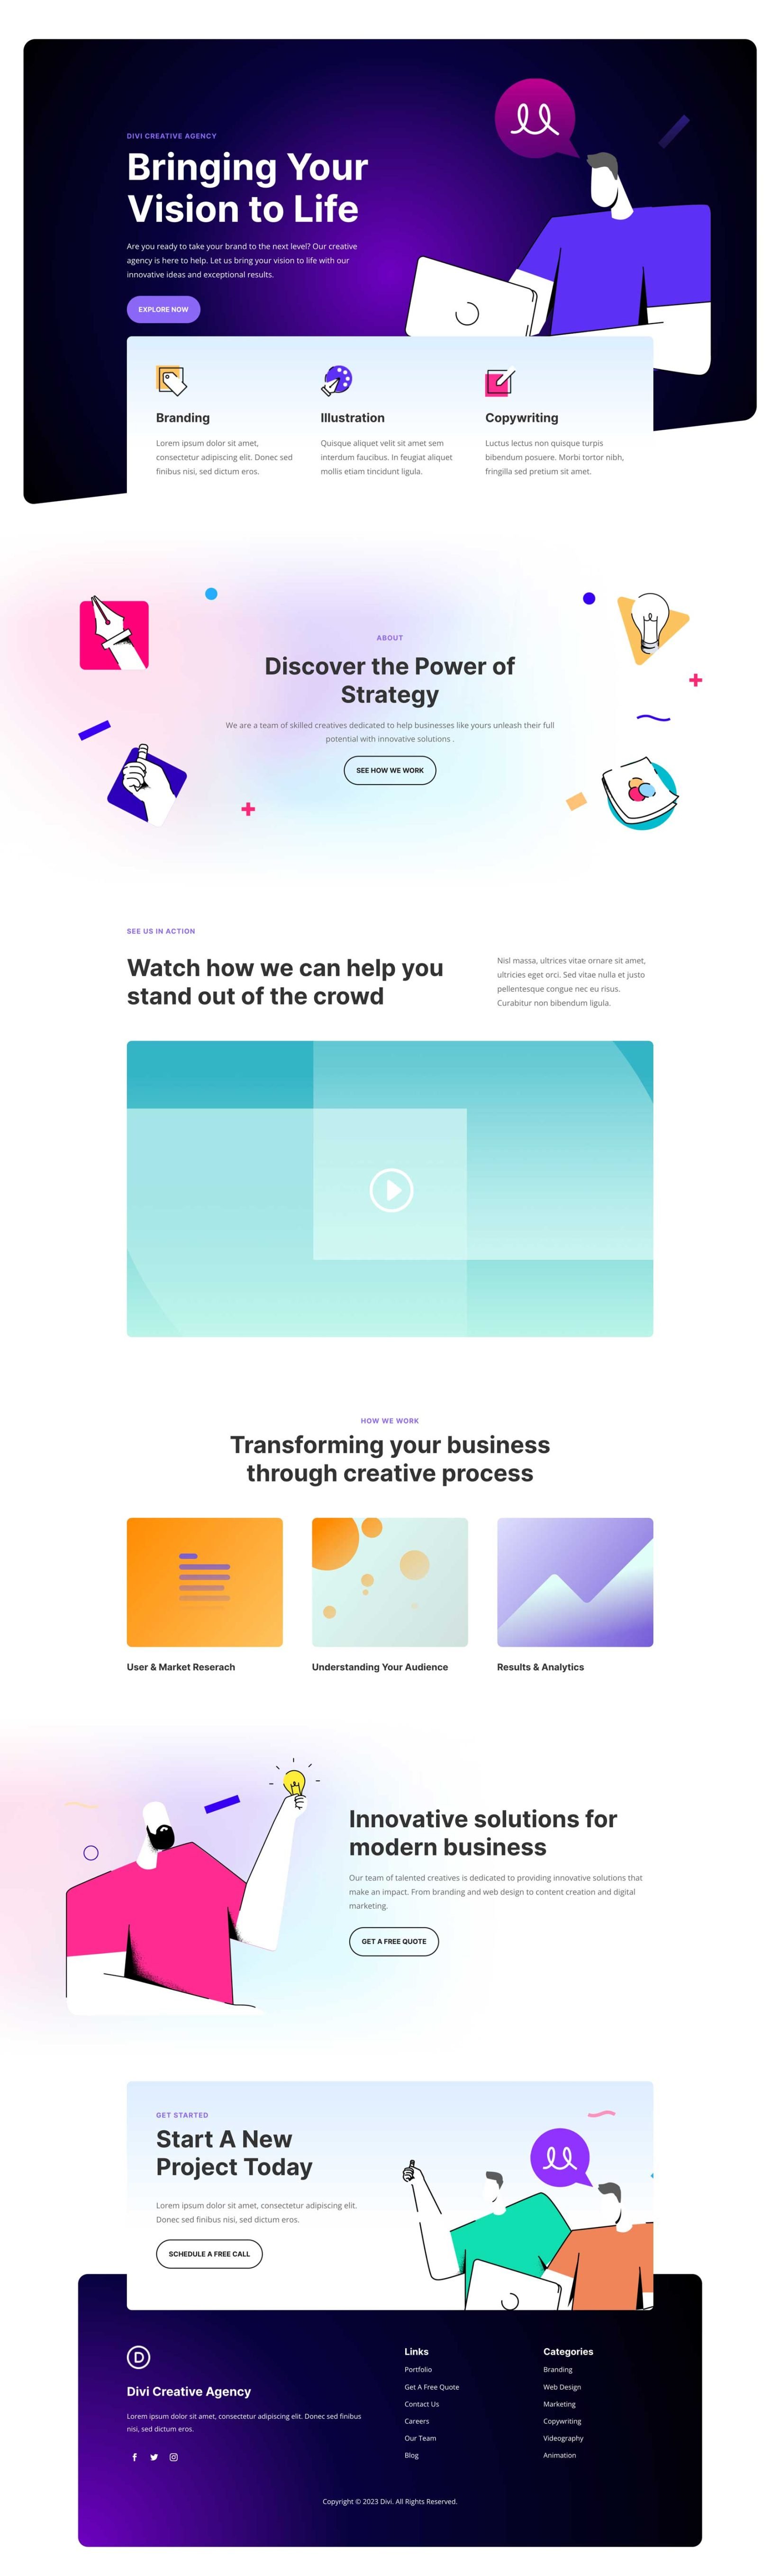 DIVI CREATIVE AGENCY
Bringing Your
Vision to Life
Are you ready to take your brand to the next level? Our creative
agency is here to help. Let us bring your vision to life with our
innovative ideas and exceptional results.
EXPLORE NOW
Branding
Lorem ipsum dolor sit amet,
consectetur adipiscing elit. Donec sed
finibus nisi, sed dictum eros.
Illustration
Quisque aliquet velit sit amet sem
interdum faucibus. In feugiat aliquet
mollis etiam tincidunt ligula.
Copywriting
Luctus lectus non quisque turpis
bibendum posuere. Morbi tortor nibh,
fringilla sed pretium sit amet.
ABOUT
Discover the Power of
Strategy
We are a team of skilled creatives dedicated to help businesses like yours unleash their full
potential with innovative solutions .
SEE HOW WE WORK
SEE US IN ACTION
Watch how we can help you
stand out of the crowd
Nisl massa, ultrices vitae ornare sit amet,
ultricies eget orci. Sed vitae nulla et justo
pellentesque congue nec eu risus.
Curabitur non bibendum ligula.
HOW WE WORK
Transforming your business
through creative process
User & Market Reserach
Understanding Your Audience
Results & Analytics
Innovative solutions for
modern business
Our team of talented creatives is dedicated to providing innovative solutions that
make an impact. From branding and web design to content creation and digital
marketing.
GET A FREE QUOTE
GET STARTED
Start A New
Project Today
Lorem ipsum dolor sit amet, consectetur adipiscing elit.
Donec sed finibus nisi, sed dictum eros.
SCHEDULE A FREE CALL
D
Divi Creative Agency
Lorem ipsum dolor sit amet, consectetur adipiscing elit. Donec sed finibus
nisi, sed dictum eros.
Links
Portfolio
Get A Free Quote
Contact Us
Careers
Our Team
Blog
Categories
Branding
Web Design
Marketing
Copywriting
Videography
Animation
Copyright © 2023 Divi. All Rights Reserved.